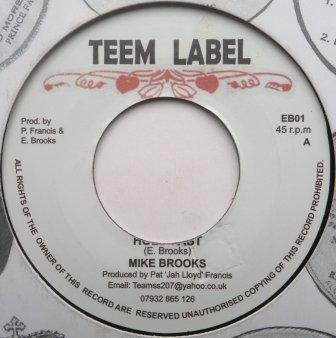 TEEM LABEL
Prod. by
P. Francis &
E. Brooks
EB01
45 r.p.m
A
(E. Brooks)
MIKE BROOKS
Produced by Pat 'Jah Lloyd' Francis
Email: Teamss207@yahoo.co.uk
07932 865 126
ALL RIGHTS OF THE OWNER OF THIS RECORD ARE RESERVED UNAUTHORISED COPYING OF THIS RECORD PROHIBITED